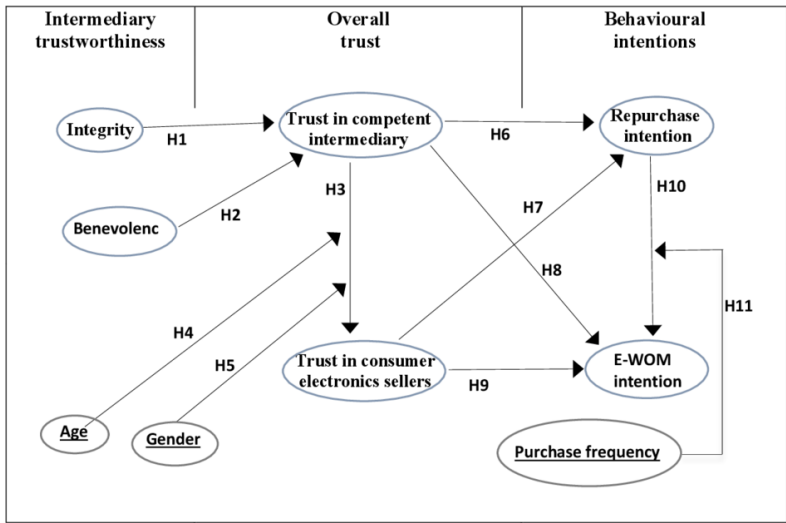 Intermediary
trustworthiness
Overall
trust
Behavioural
intentions
Integrity
H1
Trust in competent
intermediary
H6
Repurchase
intention
H2
H3
H7
H10
Benevolenc
H8
H11
H4
H5
Trust in consumer
electronics sellers
H9
E-WOM
intention
Age
Gender
Purchase frequency